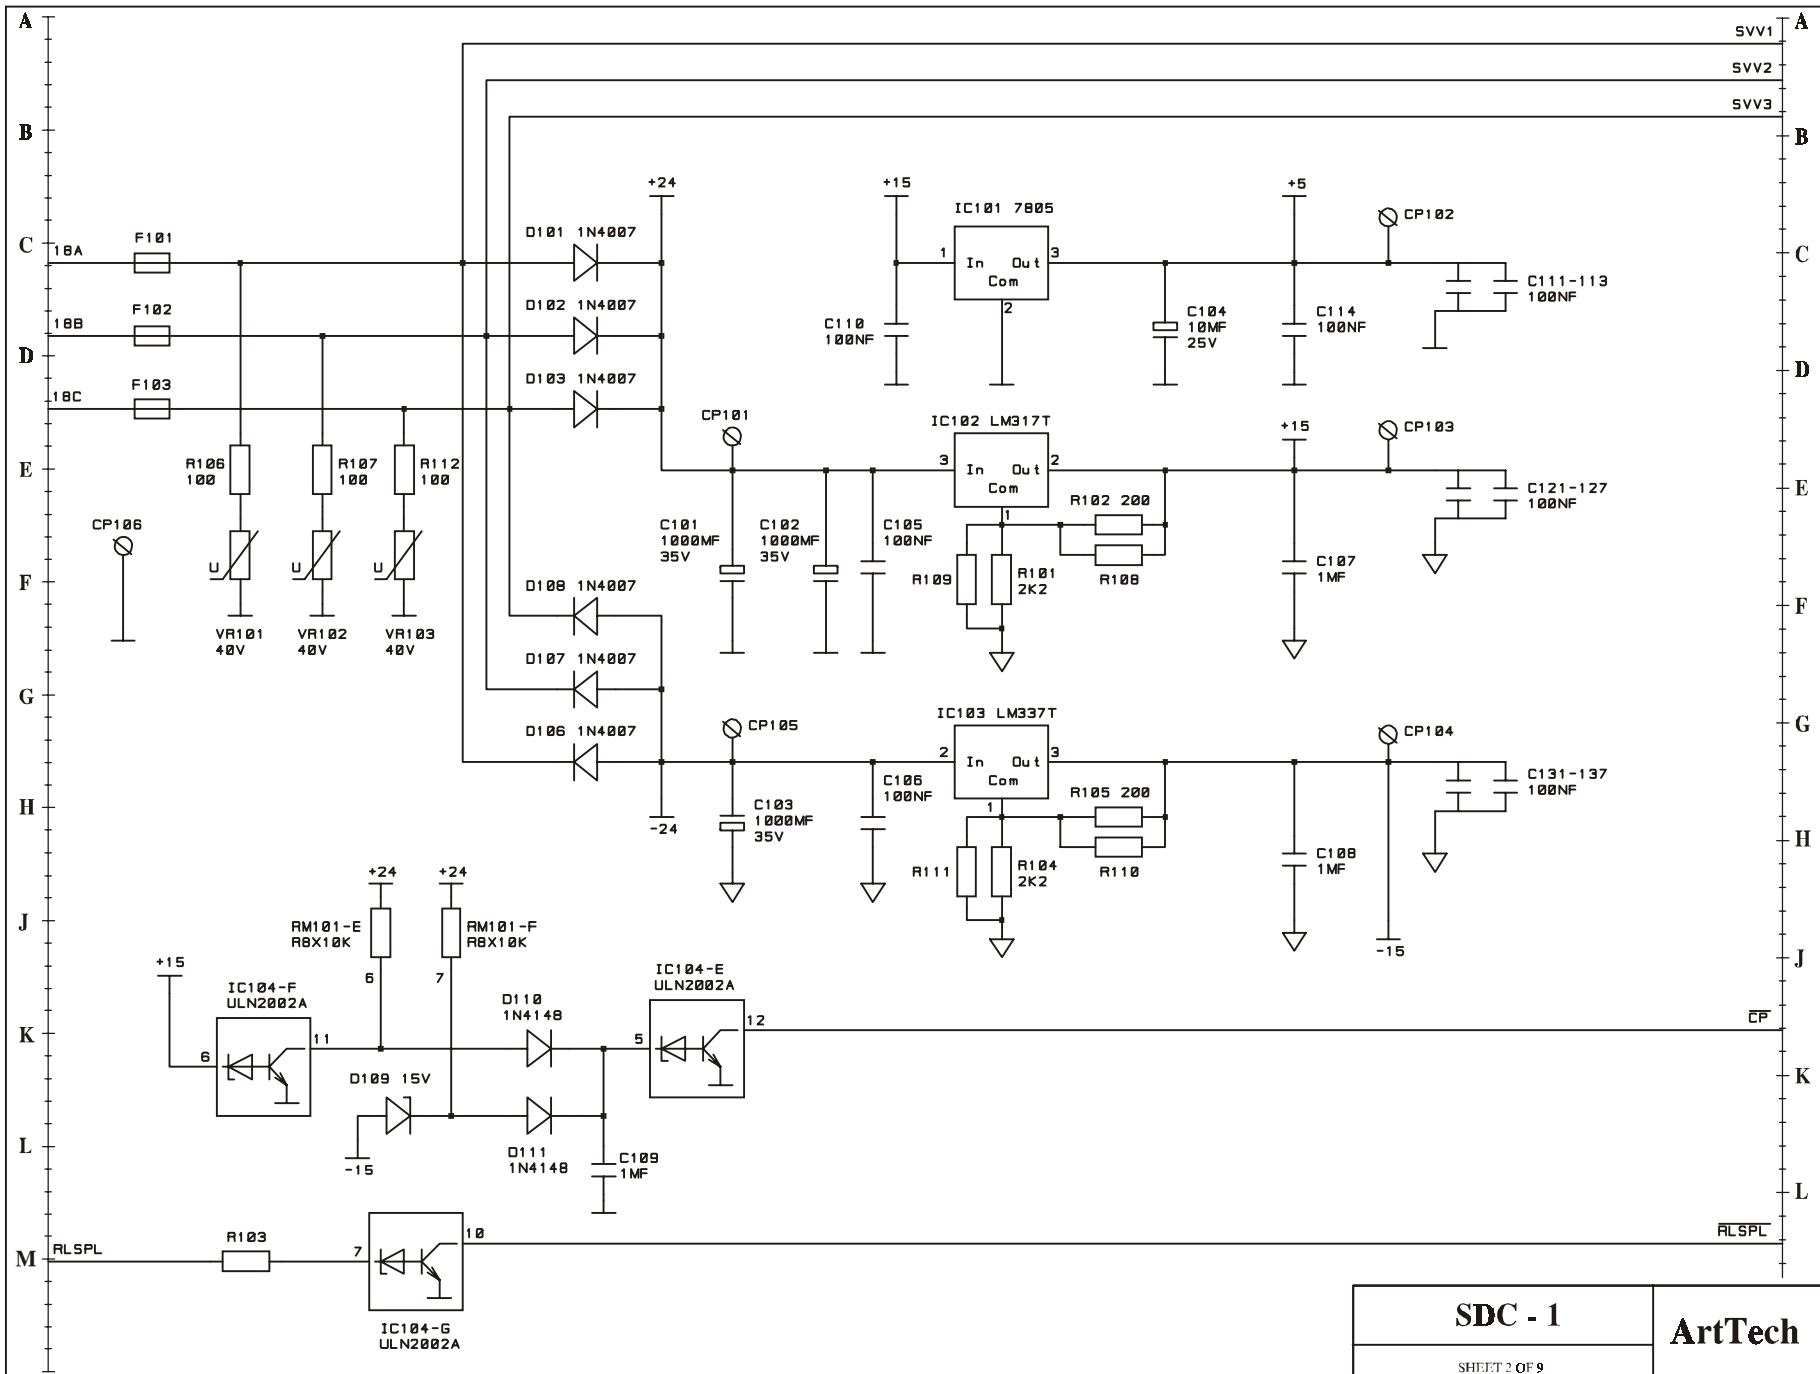 A
A
SVV1
SVV2
SVV3
B
B
+24
+15
+5
IC101 7805
CP102
C
C
18A
F101
D101 1N4007
1
In Out
3
Com
2
C111-113
100NF
18B
F102
D102 1N4007
C110
100NF
C104
10MF
25V
C114
100NF
D
D
18C
F103
D103 1N4007
CP101
IC102 LM317T
+15
CP103
E
E
R106
100
R107
100
R112
100
3
In Out
2
Com
1
R102 200
C121-127
100NF
CP106
C101
1000MF
35V
C102
1000MF
35V
C105
100NF
U
U
U
F
F
D108 1N4007
R109
R101
2K2
R108
C107
1MF
VR101
40V
VR102
40V
VR103
40V
D107 1N4007
G
G
D106 1N4007
CP105
IC103 LM337T
CP104
2
In Out
3
Com
1
C106
100NF
R105 200
C131-137
100NF
H
H
-24
C103
1000MF
35V
R111
R104
2K2
R110
C108
1MF
+24
+24
J
J
RM101-E
R8X10K
RM101-F
R8X10K
-15
+15
6
7
IC104-F
ULN2002A
IC104-E
ULN2002A
D110
1N4148
K
K
6
11
5
12
CP
D109 15V
L
L
-15
D111
1N4148
C109
1MF
M
RLSPL
R103
7
10
RLSPL
IC104-G
ULN2002A
SDC - 1
ArtTech
SHEET 2 OF 9